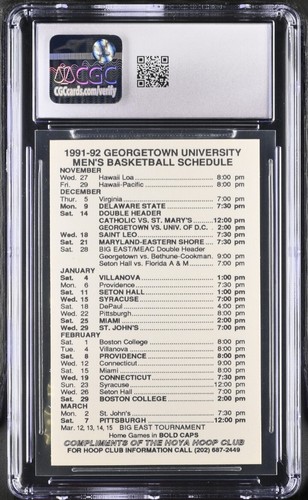 CGC
CGCcards.com/verify
1991-92 GEORGETOWN UNIVERSITY
MEN'S BASKETBALL SCHEDULE
NOVEMBER
Wed. 27 Hawaii Loa 8:00 pm
Fri. 29 Hawaii-Pacific 8:00 pm
DECEMBER
Thur. 5 Virginia 7:00 pm
Mon. 9 DELAWARE STATE 7:30 pm
Sat. 14 DOUBLE HEADER
CATHOLIC VS. ST. MARY'S 12:00 pm
GEORGETOWN VS. UNIV. OF D.C. 2:00 pm
Wed. 18 SAINT LEO 7:30 pm
Sat. 21 MARYLAND-EASTERN SHORE 7:30 pm
Sat. 28 BIG EAST/MEAC Double Header
Georgetown vs. Bethune-Cookman 9:00 pm
Seton Hall vs. Florida A & M 7:00 pm
JANUARY
Sat. 4 VILLANOVA 1:00 pm
Mon. 6 Providence 7:30 pm
Sat. 11 SETON HALL 1:00 pm
Wed. 15 SYRACUSE 7:00 pm
Sat. 18 DePaul 4:00 pm
Wed. 22 Pittsburgh 8:00 pm
Sat. 25 MIAMI 2:00 pm
Wed. 29 ST. JOHN'S 7:00 pm
FEBRUARY
Sat. 1 Boston College 8:00 pm
Tue. 4 Villanova 8:00 pm
Sat. 8 PROVIDENCE 8:00 pm
Wed. 12 Connecticut 9:00 pm
Sat. 15 Miami 8:00 pm
Wed. 19 CONNECTICUT 7:30 pm
Sun. 23 Syracuse 12:00 pm
Wed. 26 Seton Hall 7:00 pm
Sat. 29 BOSTON COLLEGE 2:00 pm
MARCH
Mon. 2 St. John's 7:30 pm
Sat. 7 PITTSBURGH 12:00 pm
Mar. 12, 13, 14, 15 BIG EAST TOURNAMENT
Home Games in BOLD CAPS
COMPLIMENTS OF THE HOYA HOOP CLUB
FOR HOOP CLUB INFORMATION CALL (202) 687-2449